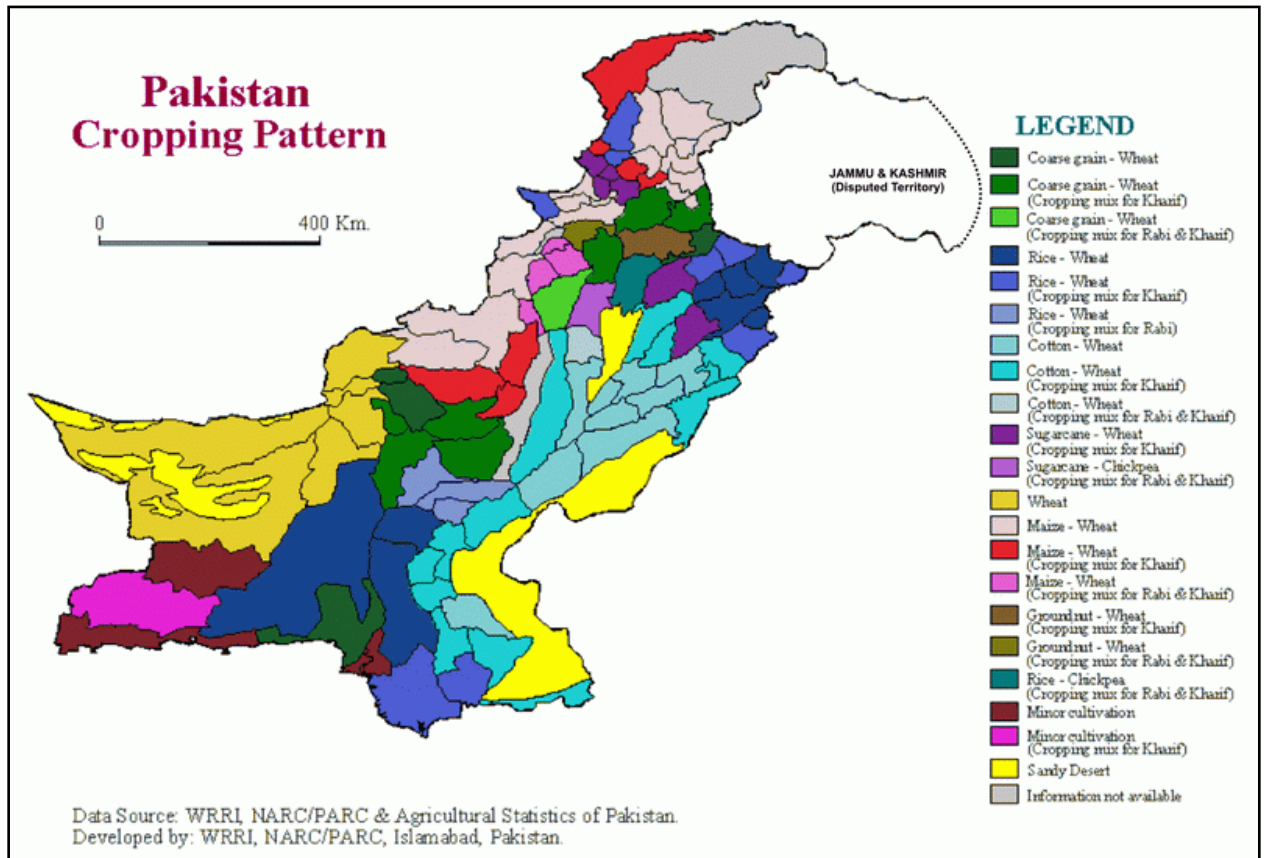 Pakistan
Cropping Pattern
0 400 Km.
JAMMU & KASHMIR
(Disputed Territory)
LEGEND
Coarse grain - Wheat
Coarse grain - Wheat
(Cropping mix for Kharif)
Coarse grain - Wheat
(Cropping mix for Rabi & Kharif)
Rice - Wheat
Rice - Wheat
(Cropping mix for Kharif)
Rice - Wheat
(Cropping mix for Rabi)
Cotton - Wheat
Cotton - Wheat
(Cropping mix for Kharif)
Cotton - Wheat
(Cropping mix for Rabi & Kharif)
Sugarcane - Wheat
(Cropping mix for Kharif)
Sugarcane - Chickpea
(Cropping mix for Rabi & Kharif)
Wheat
Maize - Wheat
Maize - Wheat
(Cropping mix for Kharif)
Maize - Wheat
(Cropping mix for Rabi & Kharif)
Groundnut - Wheat
(Cropping mix for Kharif)
Groundnut - Wheat
(Cropping mix for Rabi & Kharif)
Rice - Chickpea
(Cropping mix for Rabi & Kharif)
Minor cultivation
Minor cultivation
(Cropping mix for Kharif)
Sandy Desert
Information not available
Data Source: WRRI, NARC/PARC & Agricultural Statistics of Pakistan.
Developed by: WRRI, NARC/PARC, Islamabad, Pakistan.